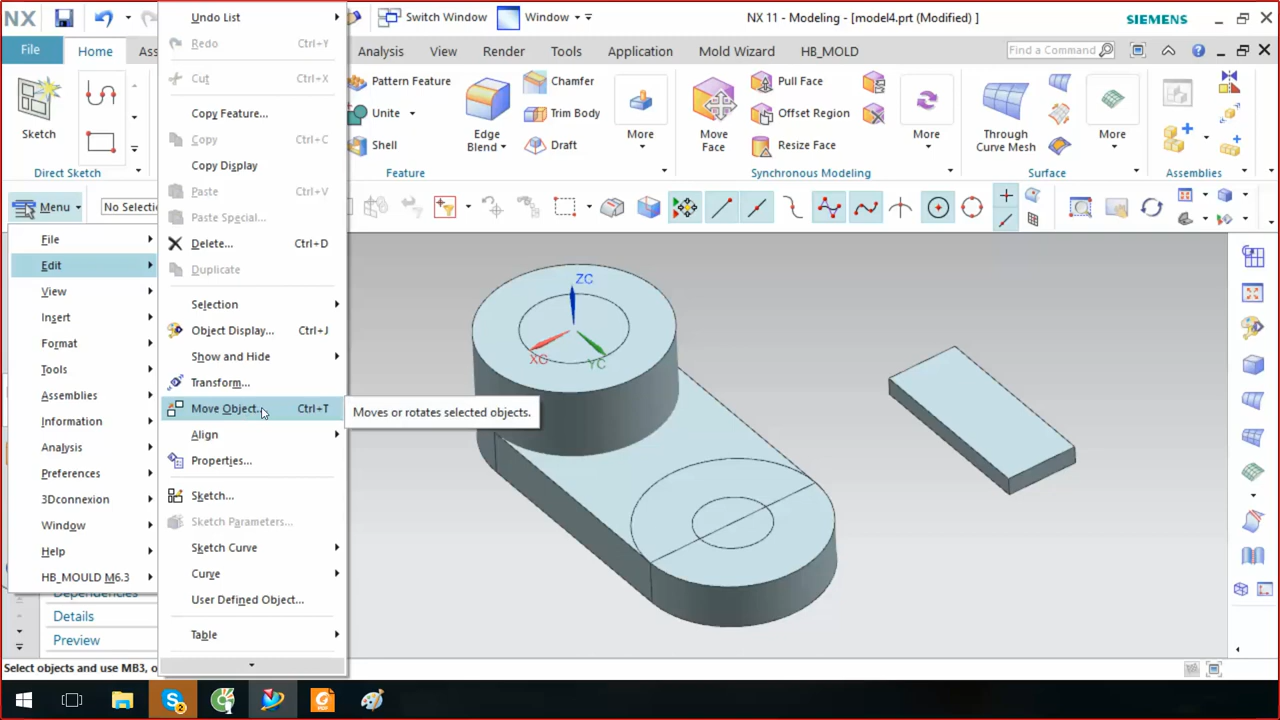 NX
Switch Window
Window
NX 11 - Modeling - [model4.prt (Modified) ]
SIEMENS
File
Home
Ass
Analysis
View
Render
Tools
Application
Mold Wizard
HB_MOLD
Find a Command
Sketch
Direct Sketch
Pattern Feature
Unite
Shell
Edge
Blend
Chamfer
Trim Body
Draft
More
Feature
Move
Face
Pull Face
Offset Region
Resize Face
More
Synchronous Modeling
Through
Curve Mesh
More
Surface
Assemblies
Menu
No Selectio
File
Edit
View
Insert
Format
Tools
Assemblies
Information
Analysis
Preferences
3Dconnexion
Window
Help
HB_MOULD M6.3
Undo List
Redo Ctrl+Y
Cut Ctrl+X
Copy Feature...
Copy Ctrl+C
Copy Display
Paste Ctrl+V
Paste Special...
Delete... Ctrl+D
Duplicate
Selection
Object Display... Ctrl+J
Show and Hide
Transform...
Move Object... Ctrl+T
Align
Properties...
Sketch...
Sketch Parameters...
Sketch Curve
Curve
User Defined Object...
Table
Moves or rotates selected objects.
ZC
XC
YC
Dependencies
Details
Preview
Select objects and use MB3, o
2